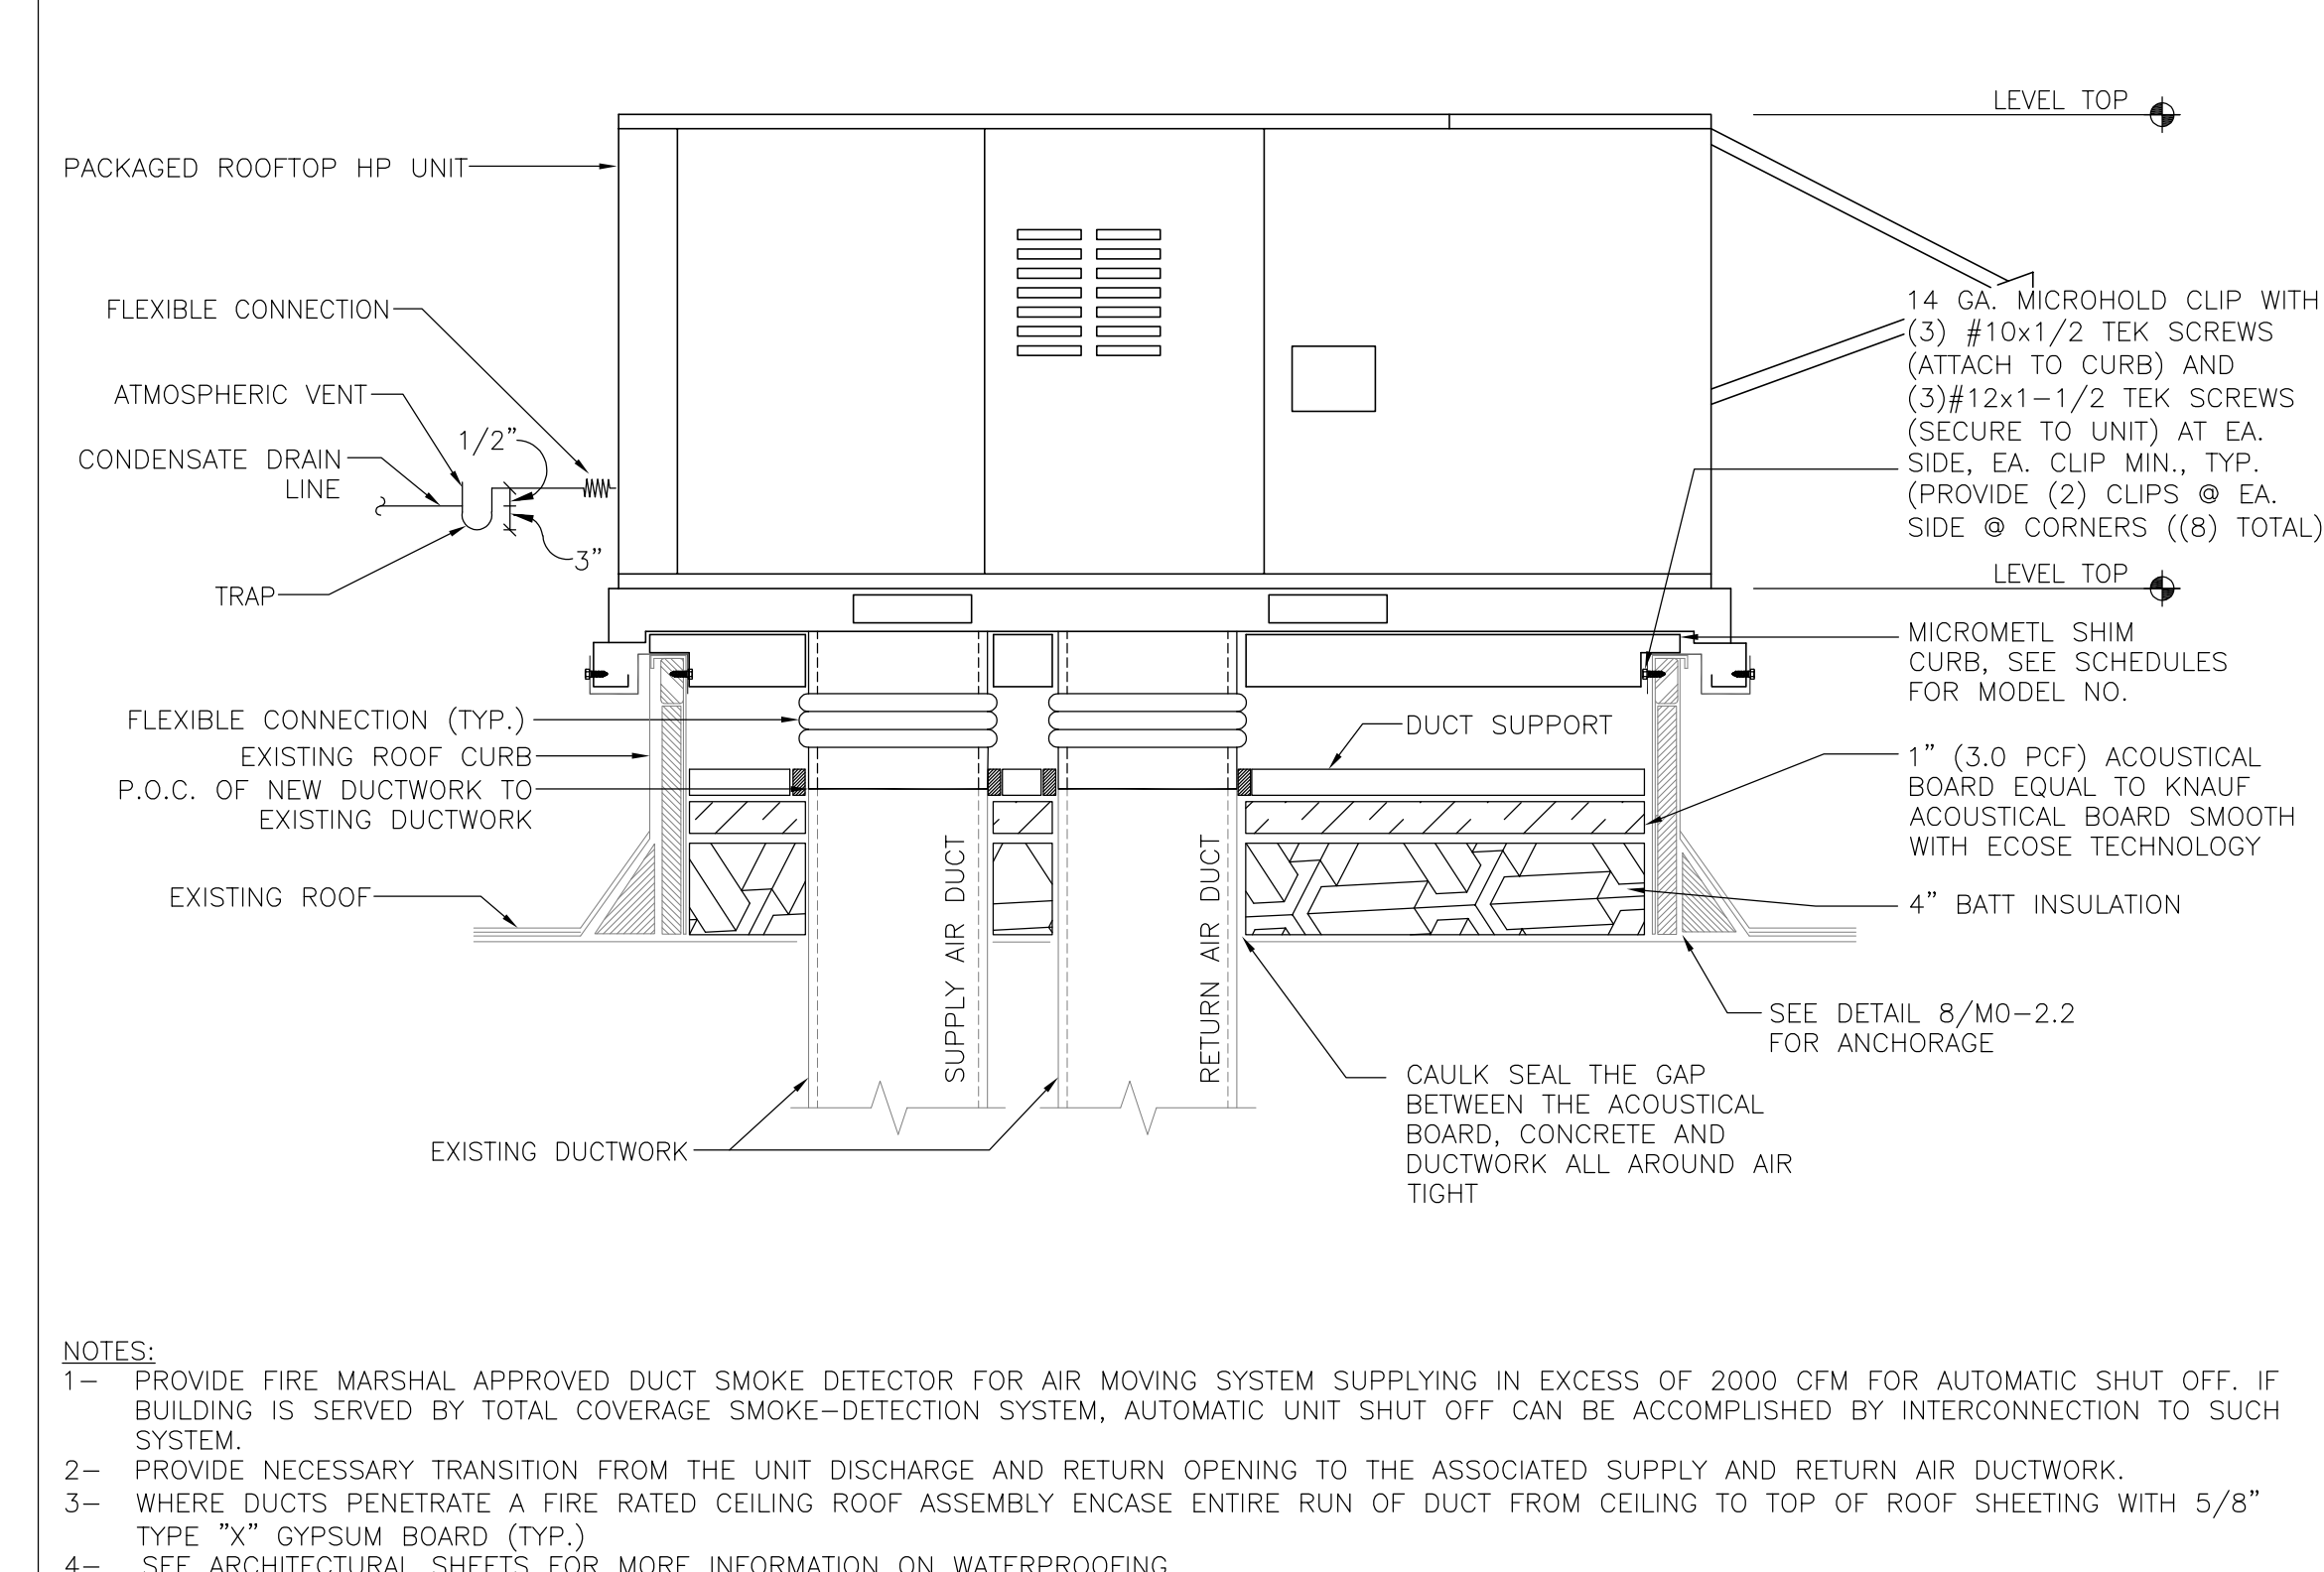 LEVEL TOP
PACKAGED ROOFTOP HP UNIT
FLEXIBLE CONNECTION
ATMOSPHERIC VENT
1/2"
CONDENSATE DRAIN
LINE
3"
TRAP
14 GA. MICROHOLD CLIP WITH
(3) #10x1/2 TEK SCREWS
(ATTACH TO CURB) AND
(3)#12x1-1/2 TEK SCREWS
(SECURE TO UNIT) AT EA.
SIDE, EA. CLIP MIN., TYP.
(PROVIDE (2) CLIPS @ EA.
SIDE @ CORNERS ((8) TOTAL)
LEVEL TOP
MICROMETL SHIM
CURB, SEE SCHEDULES
FOR MODEL NO.
FLEXIBLE CONNECTION (TYP.)
EXISTING ROOF CURB
P.O.C. OF NEW DUCTWORK TO
EXISTING DUCTWORK
DUCT SUPPORT
1" (3.0 PCF) ACOUSTICAL
BOARD EQUAL TO KNAUF
ACOUSTICAL BOARD SMOOTH
WITH ECOSE TECHNOLOGY
EXISTING ROOF
4" BATT INSULATION
SUPPLY AIR DUCT
RETURN AIR DUCT
SEE DETAIL 8/M0-2.2
FOR ANCHORAGE
CAULK SEAL THE GAP
BETWEEN THE ACOUSTICAL
BOARD, CONCRETE AND
DUCTWORK ALL AROUND AIR
TIGHT
EXISTING DUCTWORK
NOTES:
1- PROVIDE FIRE MARSHAL APPROVED DUCT SMOKE DETECTOR FOR AIR MOVING SYSTEM SUPPLYING IN EXCESS OF 2000 CFM FOR AUTOMATIC SHUT OFF. IF
BUILDING IS SERVED BY TOTAL COVERAGE SMOKE-DETECTION SYSTEM, AUTOMATIC UNIT SHUT OFF CAN BE ACCOMPLISHED BY INTERCONNECTION TO SUCH
SYSTEM.
2- PROVIDE NECESSARY TRANSITION FROM THE UNIT DISCHARGE AND RETURN OPENING TO THE ASSOCIATED SUPPLY AND RETURN AIR DUCTWORK.
3- WHERE DUCTS PENETRATE A FIRE RATED CEILING ROOF ASSEMBLY ENCASE ENTIRE RUN OF DUCT FROM CEILING TO TOP OF ROOF SHEETING WITH 5/8"
TYPE "X" GYPSUM BOARD (TYP.)
4- SEE ARCHITECTURAL SHEETS FOR MORE INFORMATION ON WATERPROOFING